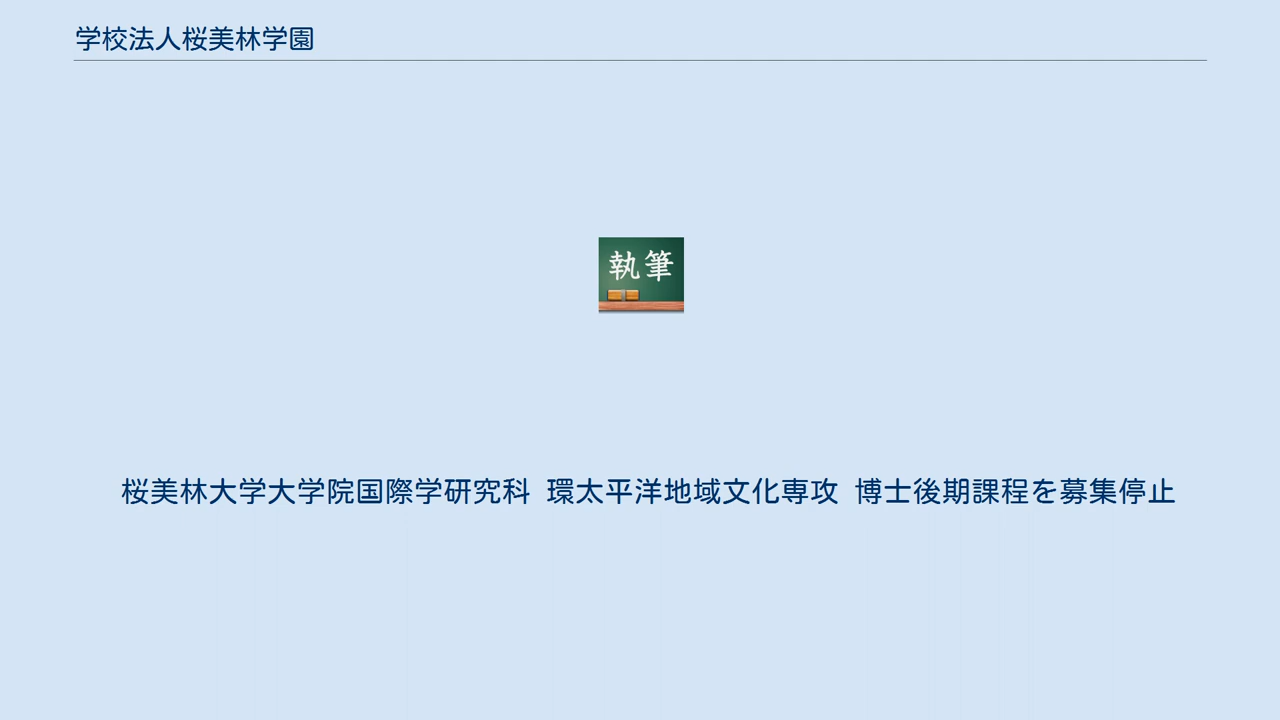 学校法人桜美林学園
執筆
桜美林大学大学院国際学研究科 環太平洋地域文化専攻 博士後期課程を募集停止